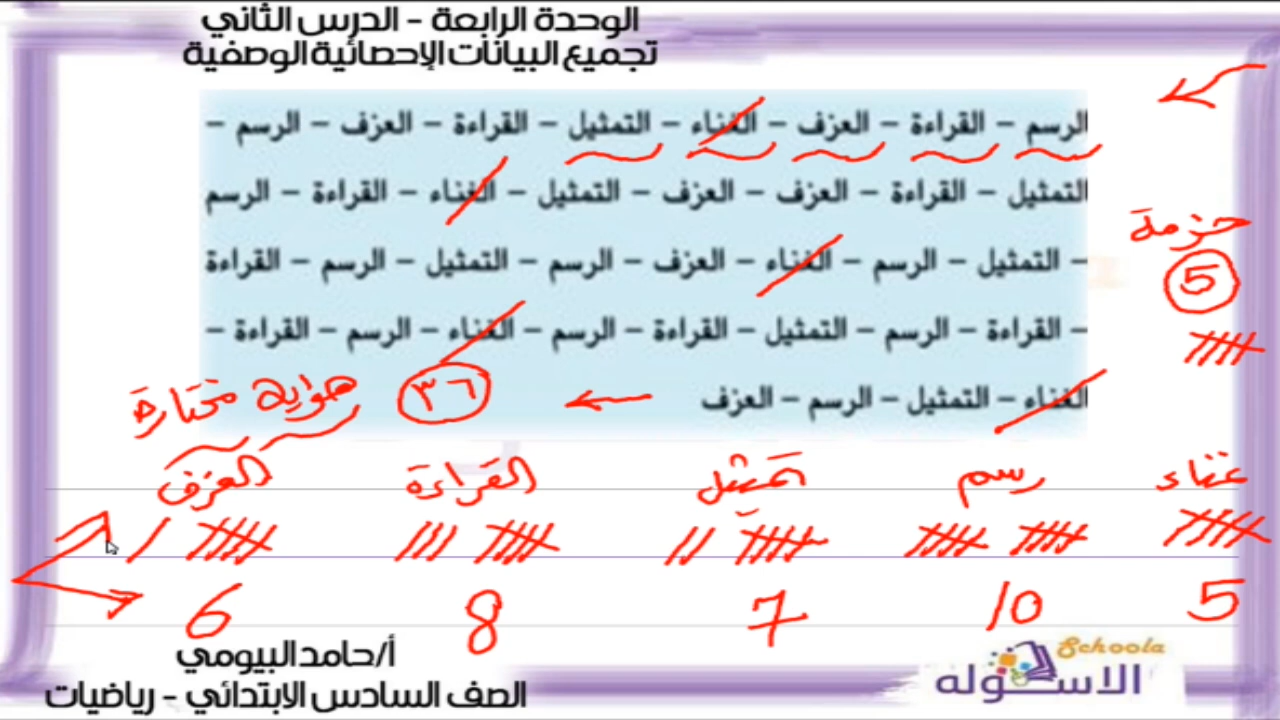 الوحدة الرابعة - الدرس الثاني
تجميع البيانات الإحصائية الوصفية
الرسم – القراءة – العزف – الغناء – التمثيل – القراءة – العزف – الرسم –
التمثيل – القراءة – العزف – العزف – التمثيل – الغناء – القراءة – الرسم
– التمثيل – الرسم – الغناء – العزف – الرسم – التمثيل – الرسم – القراءة
– القراءة – الرسم – التمثيل – القراءة – الرسم – الغناء – الرسم – القراءة –
الغناء – التمثيل – الرسم – العزف
حزمة
5
٣٦ هواية مختارة
غناء رسم تمثيل القراءة العزف
5 10 7 8 6
أ/حامد البيومي
الصف السادس الابتدائي - رياضيات
Schoola
الاسكوله